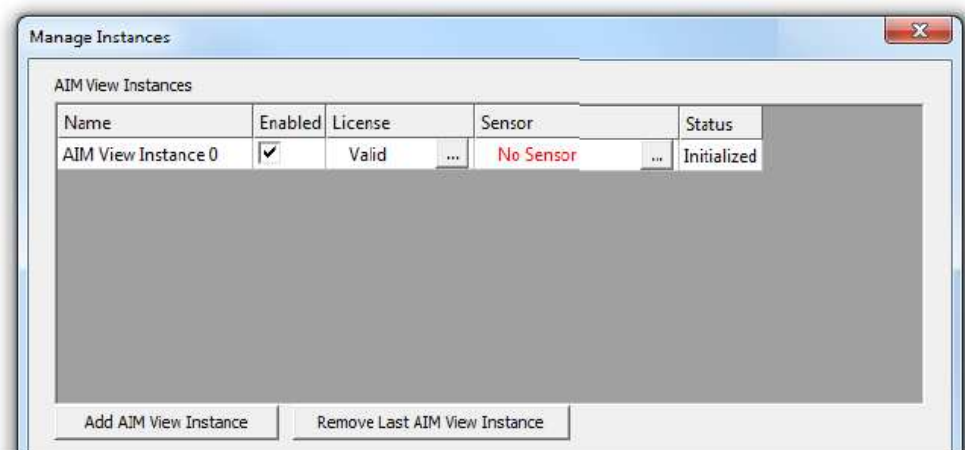 Manage Instances
AIM View Instances
Name Enabled License Sensor Status
AIM View Instance 0 Valid ... No Sensor ... Initialized
Add AIM View Instance Remove Last AIM View Instance